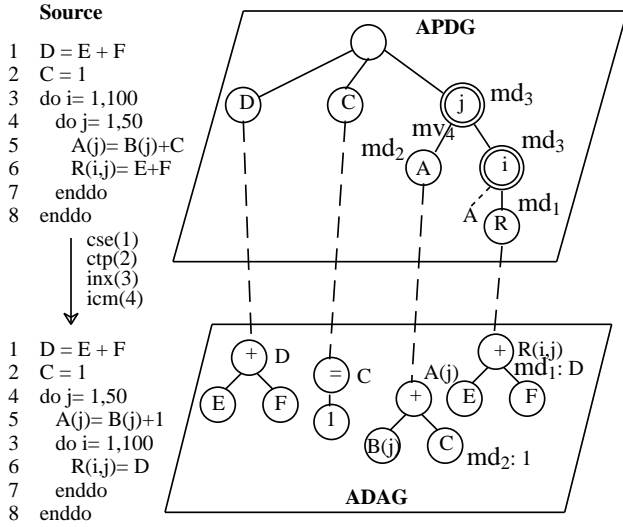 Source
1 D = E + F
2 C = 1
3 do i= 1,100
4 do j= 1,50
5 A(j)= B(j)+C
6 R(i,j)= E+F
7 enddo
8 enddo
cse(1)
ctp(2)
inx(3)
icm(4)
1 D = E + F
2 C = 1
4 do j= 1,50
5 A(j)= B(j)+1
3 do i= 1,100
6 R(i,j)= D
7 enddo
8 enddo
APDG
D
C
j
md3
mv4
md2
A
i
md3
A
R
md1
+
D
E
F
=
C
1
A(j)
+
B(j)
C
md2: 1
+
R(i,j)
md1: D
E
F
ADAG